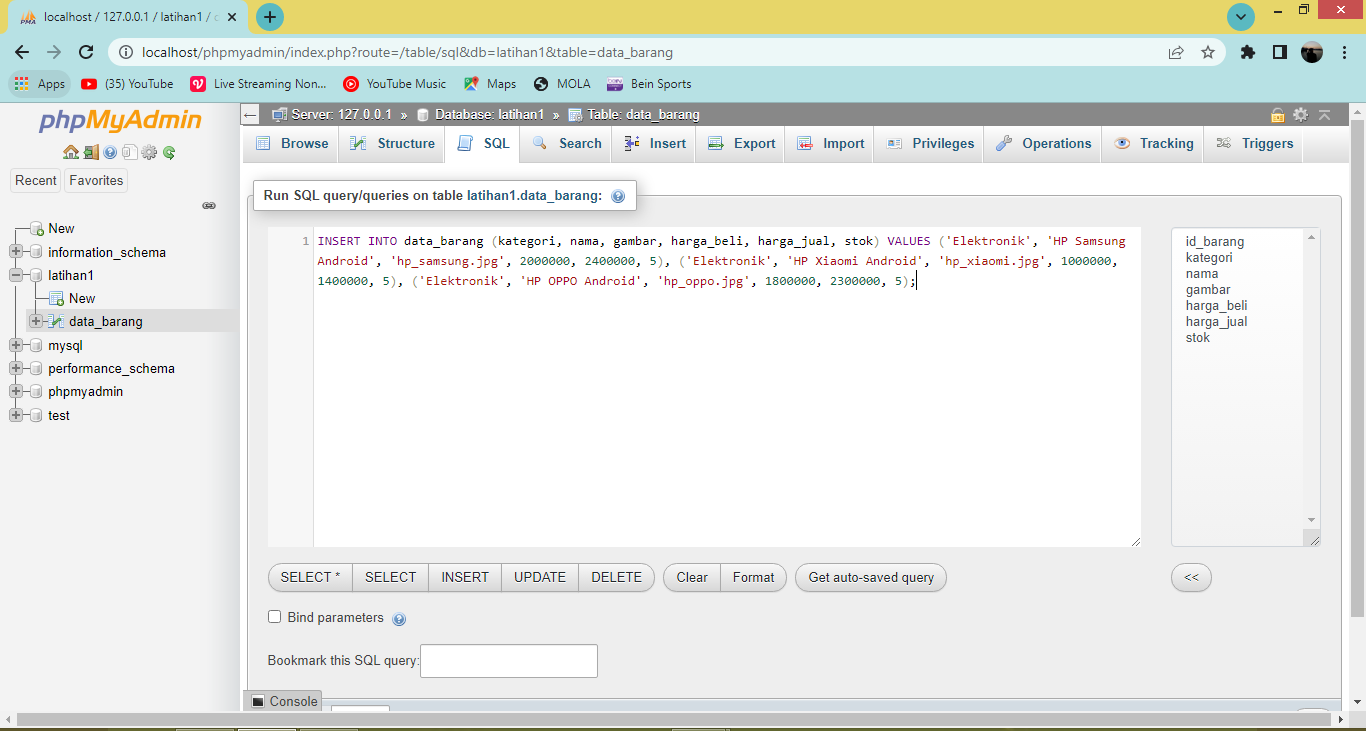 localhost / 127.0.0.1 / latihan1 /
localhost/phpmyadmin/index.php?route=/table/sql&db=latihan1&table=data_barang
Apps (35) YouTube Live Streaming Non... YouTube Music Maps MOLA Bein Sports
phpMyAdmin
Recent Favorites
New
information_schema
latihan1
New
data_barang
mysql
performance_schema
phpmyadmin
test
← Server: 127.0.0.1 » Database: latihan1 » Table: data_barang
Browse Structure SQL Search Insert Export Import Privileges Operations Tracking Triggers
Run SQL query/queries on table latihan1.data_barang:
1 INSERT INTO data_barang (kategori, nama, gambar, harga_beli, harga_jual, stok) VALUES ('Elektronik', 'HP Samsung
Android', 'hp_samsung.jpg', 2000000, 2400000, 5), ('Elektronik', 'HP Xiaomi Android', 'hp_xiaomi.jpg', 1000000,
1400000, 5), ('Elektronik', 'HP OPPO Android', 'hp_oppo.jpg', 1800000, 2300000, 5);
id_barang
kategori
nama
gambar
harga_beli
harga_jual
stok
SELECT * SELECT INSERT UPDATE DELETE Clear Format Get auto-saved query <<
Bind parameters
Bookmark this SQL query:
Console